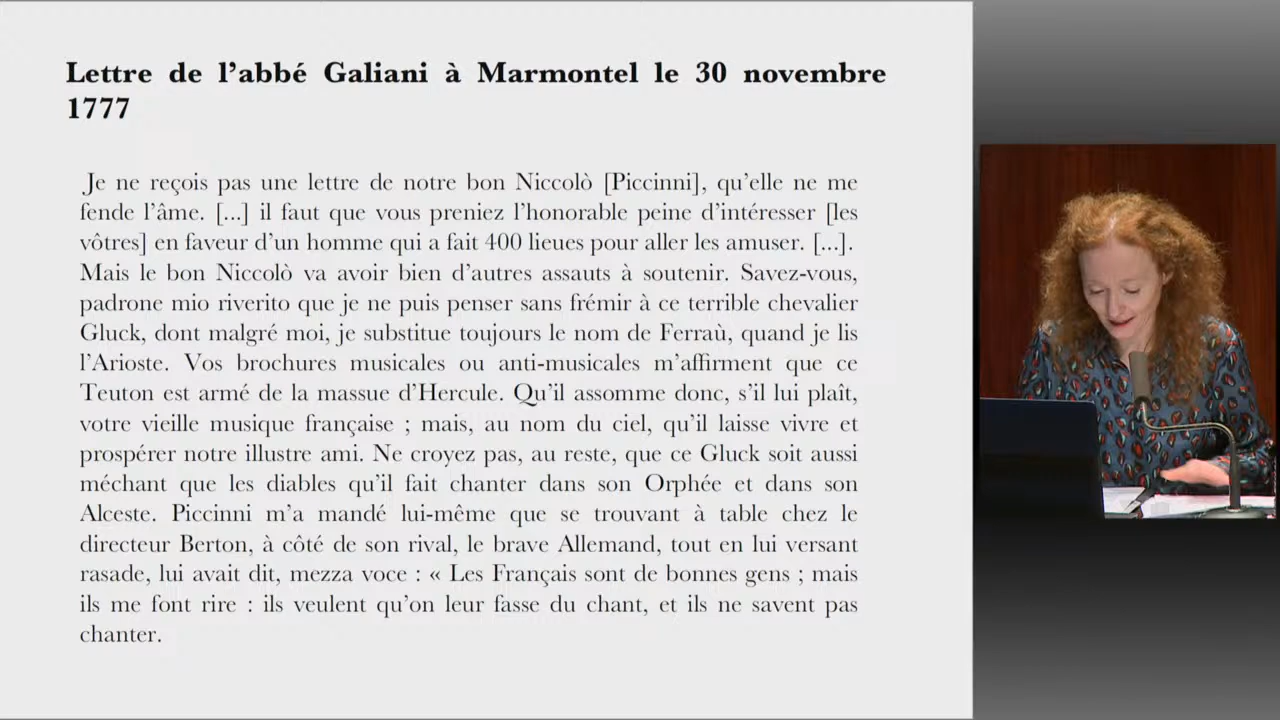 Lettre de l’abbé Galiani à Marmontel le 30 novembre
1777
Je ne reçois pas une lettre de notre bon Niccolò [Piccinni], qu’elle ne me
fende l’âme. [...] il faut que vous preniez l’honorable peine d’intéresser [les
vôtres] en faveur d’un homme qui a fait 400 lieues pour aller les amuser. [...].
Mais le bon Niccolò va avoir bien d’autres assauts à soutenir. Savez-vous,
padrone mio riverito que je ne puis penser sans frémir à ce terrible chevalier
Gluck, dont malgré moi, je substitue toujours le nom de Ferraù, quand je lis
l’Arioste. Vos brochures musicales ou anti-musicales m’affirment que ce
Teuton est armé de la massue d’Hercule. Qu’il assomme donc, s’il lui plaît,
votre vieille musique française ; mais, au nom du ciel, qu’il laisse vivre et
prospérer notre illustre ami. Ne croyez pas, au reste, que ce Gluck soit aussi
méchant que les diables qu’il fait chanter dans son Orphée et dans son
Alceste. Piccinni m’a mandé lui-même que se trouvant à table chez le
directeur Berton, à côté de son rival, le brave Allemand, tout en lui versant
rasade, lui avait dit, mezza voce : « Les Français sont de bonnes gens ; mais
ils me font rire : ils veulent qu’on leur fasse du chant, et ils ne savent pas
chanter.